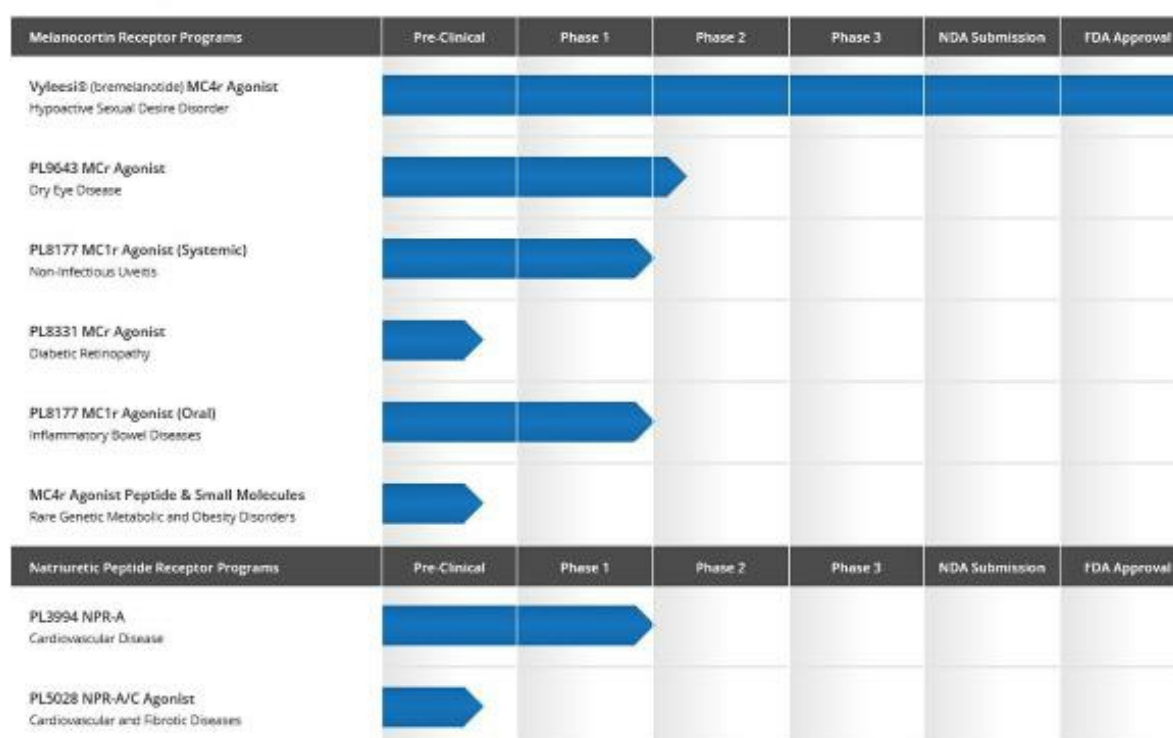 Melanocortin Receptor Programs Pre-Clinical Phase 1 Phase 2 Phase 3 NDA Submission FDA Approval
Vyleesi® (bremelanotide) MC4r Agonist
Hypoactive Sexual Desire Disorder
PL9643 MCr Agonist
Dry Eye Disease
PL8177 MC1r Agonist (Systemic)
Non-Infectious Uveitis
PL8331 MCr Agonist
Diabetic Retinopathy
PL8177 MC1r Agonist (Oral)
Inflammatory Bowel Diseases
MC4r Agonist Peptide & Small Molecules
Rare Genetic Metabolic and Obesity Disorders
Natriuretic Peptide Receptor Programs Pre-Clinical Phase 1 Phase 2 Phase 3 NDA Submission FDA Approval
PL3994 NPR-A
Cardiovascular Disease
PL5028 NPR-A/C Agonist
Cardiovascular and Fibrotic Diseases